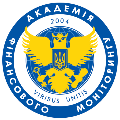 АКАДЕМІЯ
ФІНАНСОВОГО МОНІТОРИНГУ
2004
VIRIBUS UNITIS